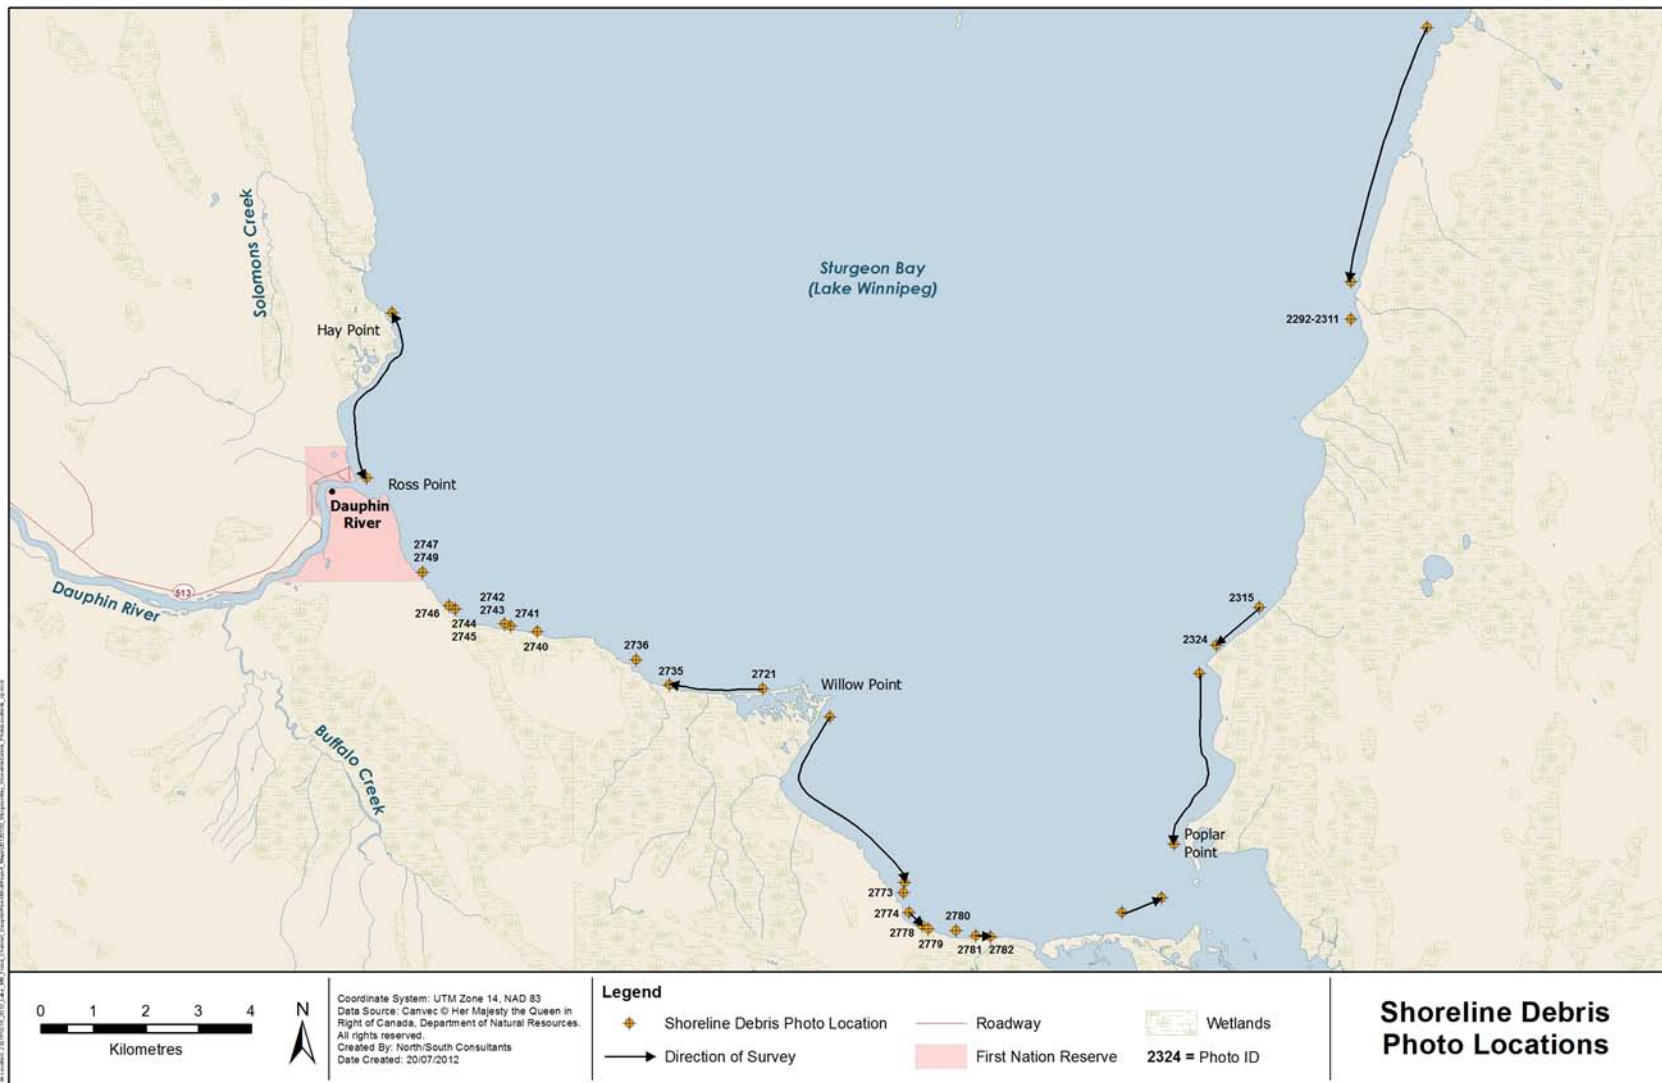 Solomons Creek
Sturgeon Bay
(Lake Winnipeg)
2292-2311
Hay Point
Ross Point
Dauphin
River
2747
2749
513
Dauphin River
2746
2742
2743
2744
2745
2741
2740
2736
2735
2721
Willow Point
2315
2324
Buffalo Creek
Poplar
Point
2773
2774
2778
2779
2780
2781
2782
0 1 2 3 4
Kilometres
N
Coordinate System: UTM Zone 14, NAD 83
Data Source: Canvec © Her Majesty the Queen in
Right of Canada, Department of Natural Resources.
All rights reserved.
Created By: North/South Consultants
Date Created: 20/07/2012
Legend
Shoreline Debris Photo Location
Direction of Survey
Roadway
First Nation Reserve
Wetlands
2324 = Photo ID
Shoreline Debris
Photo Locations